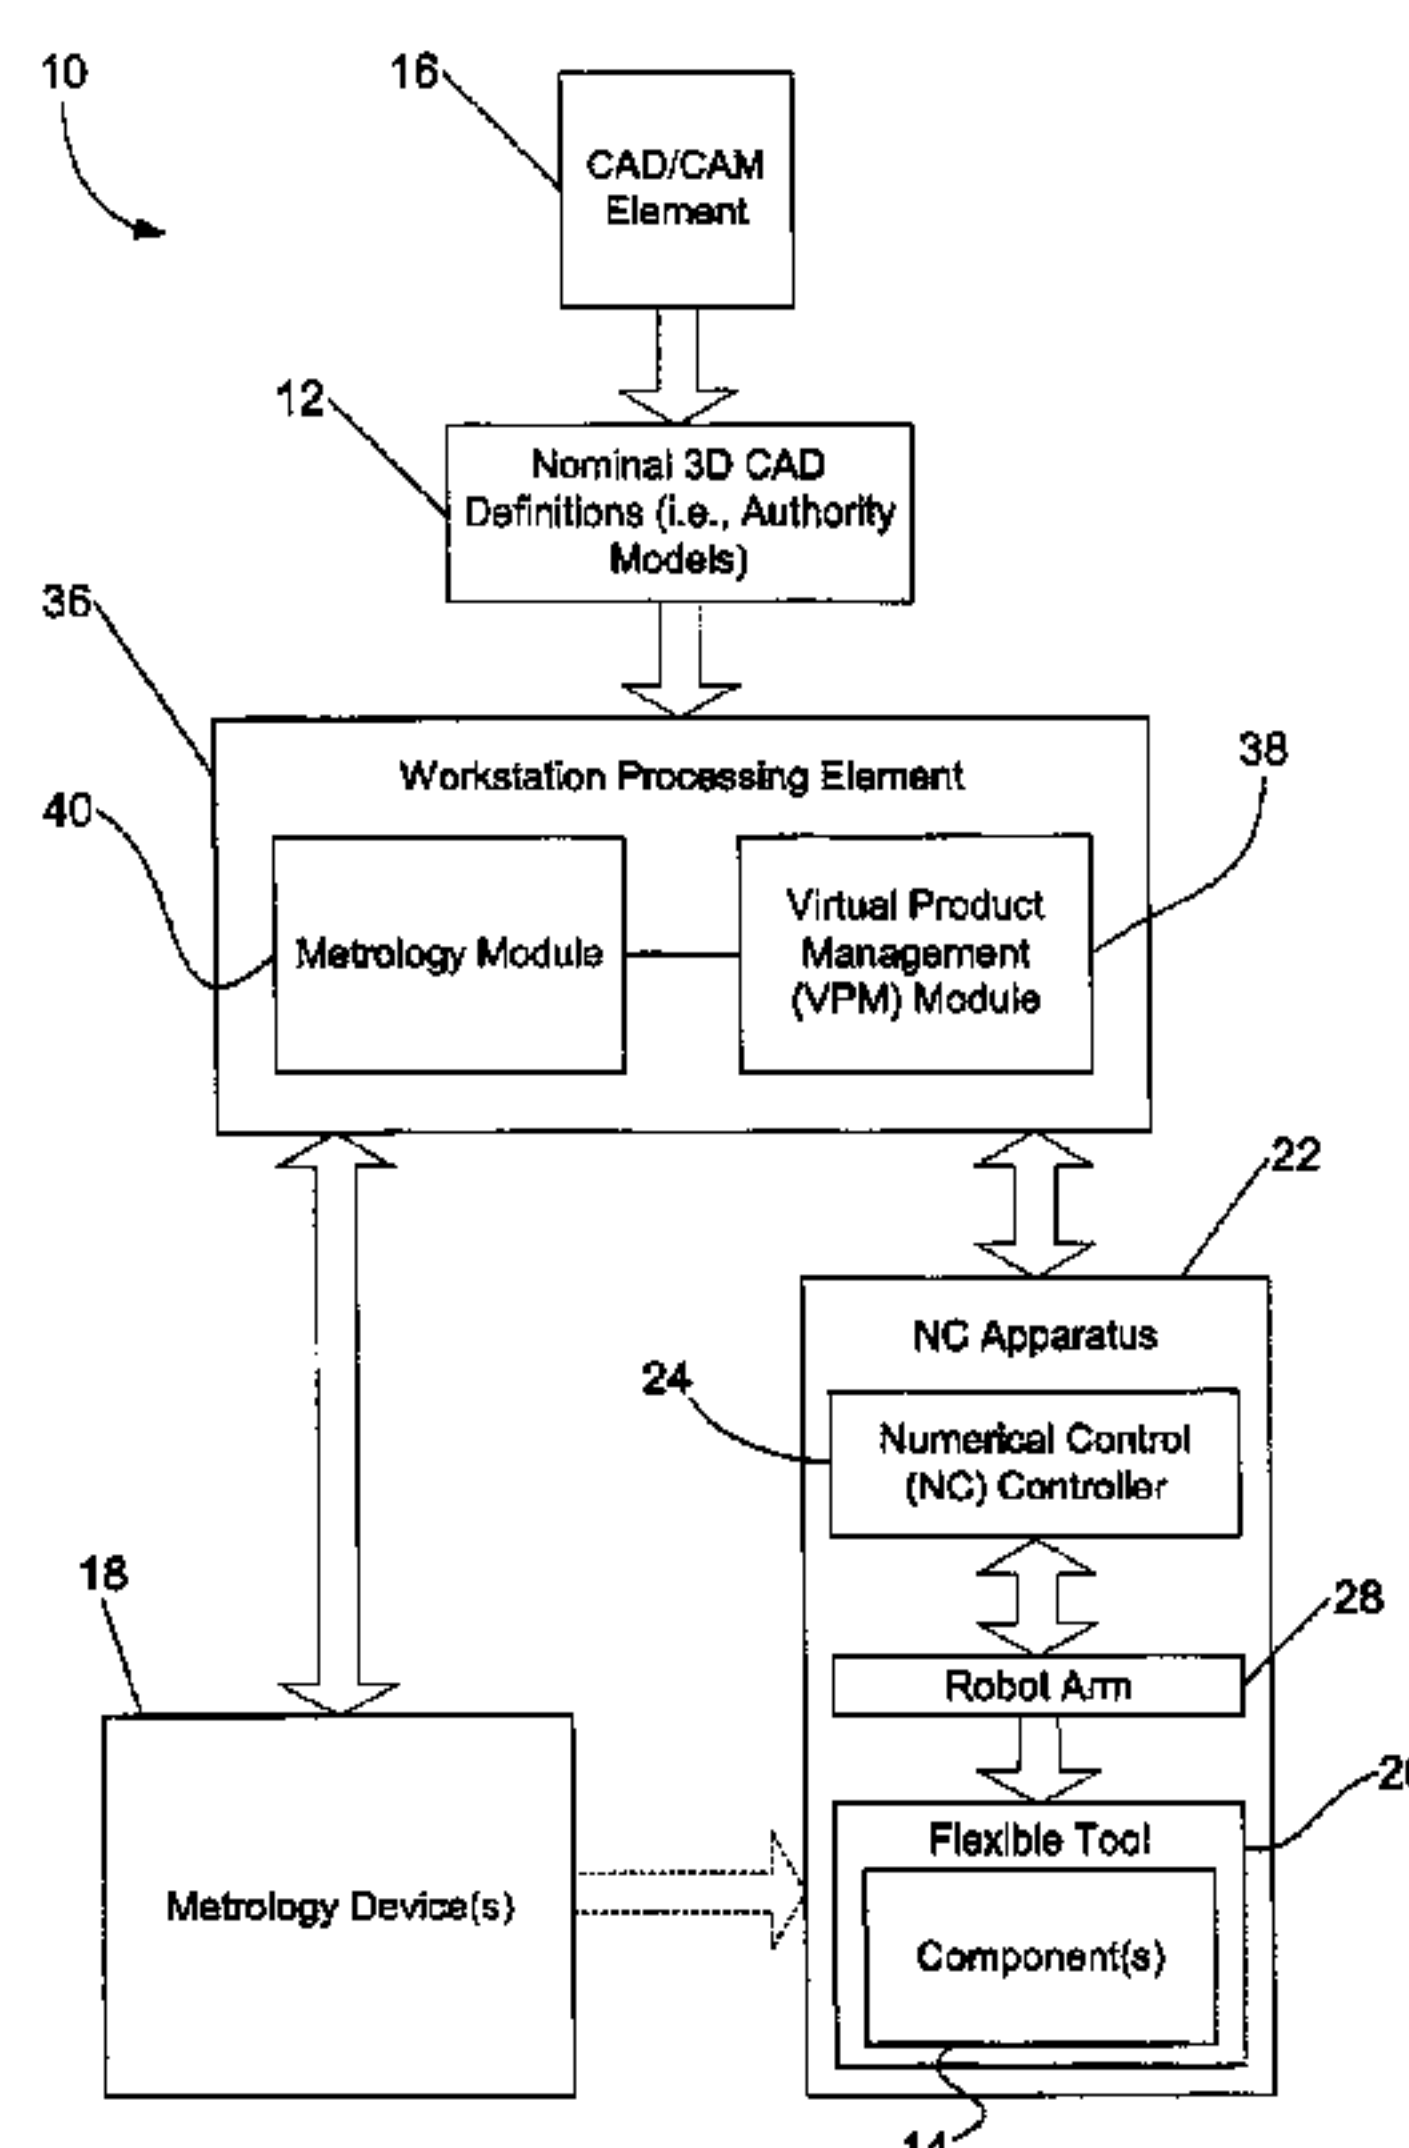 10
16
CAD/CAM
Element
12
Nominal 3D CAD
Definitions (i.e., Authority
Models)
36
Workstation Processing Element
38
40
Metrology Module
Virtual Product
Management
(VPM) Module
22
NC Apparatus
24
Numerical Control
(NC) Controller
18
28
Robot Arm
Flexible Tool
Metrology Device(s)
Component(s)
14